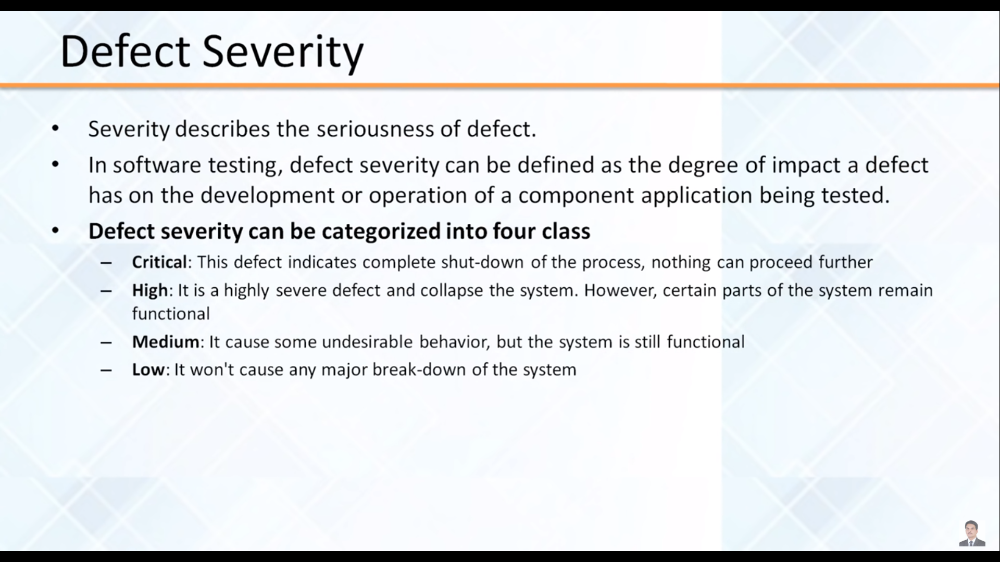 Defect Severity
• Severity describes the seriousness of defect.
• In software testing, defect severity can be defined as the degree of impact a defect
has on the development or operation of a component application being tested.
• Defect severity can be categorized into four class
– Critical: This defect indicates complete shut-down of the process, nothing can proceed further
– High: It is a highly severe defect and collapse the system. However, certain parts of the system remain
functional
– Medium: It cause some undesirable behavior, but the system is still functional
– Low: It won't cause any major break-down of the system